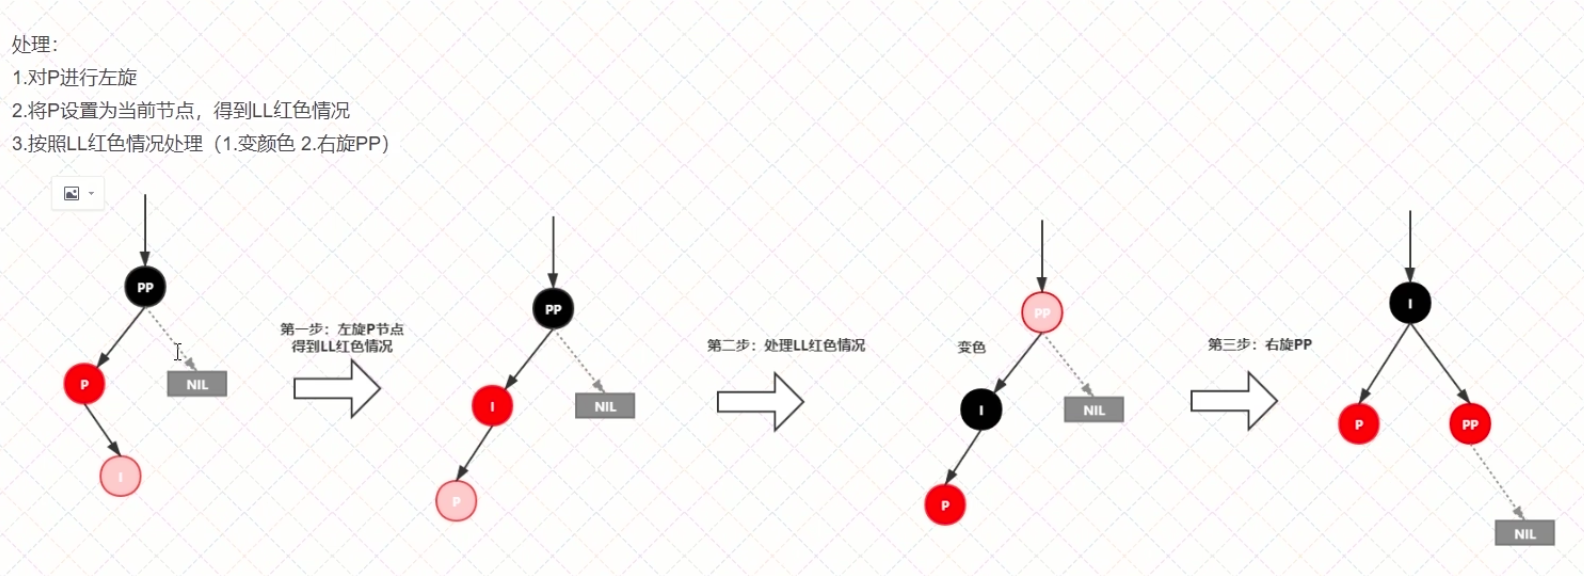 处理：
1.对P进行左旋
2.将P设置为当前节点，得到LL红色情况
3.按照LL红色情况处理（1.变颜色 2.右旋PP）
PP
P
NIL
I
第一步：左旋P节点
得到LL红色情况
PP
I
NIL
P
第二步：处理LL红色情况
变色
PP
I
NIL
P
第三步：右旋PP
I
P
PP
NIL